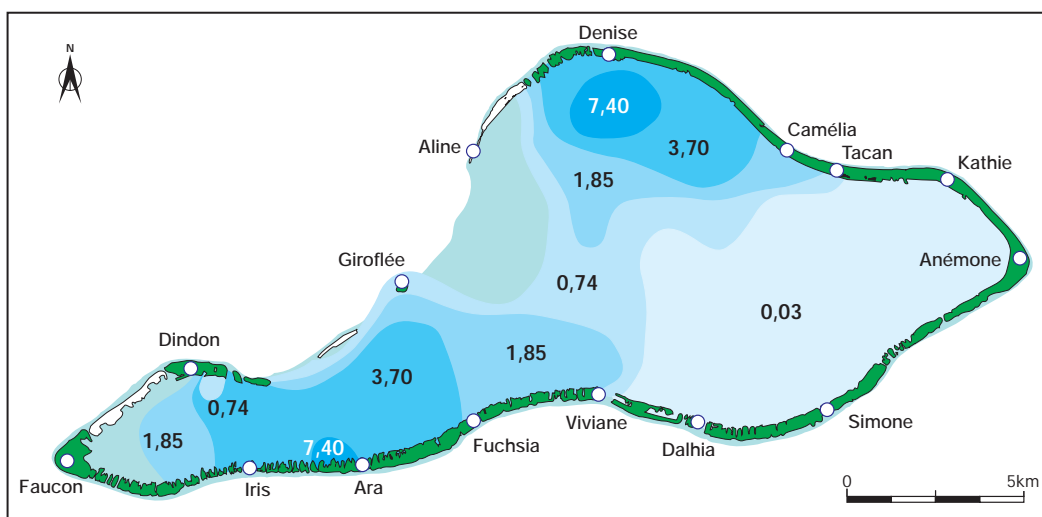 Denise
N
7,40
Aline
3,70
Camélia
Tacan
Kathie
1,85
Giroflée
Anémone
0,74
0,03
Dindon
1,85
3,70
0,74
Viviane
Simone
1,85
7,40
Fuchsia
Dalhia
Faucon
Iris
Ara
0 5km